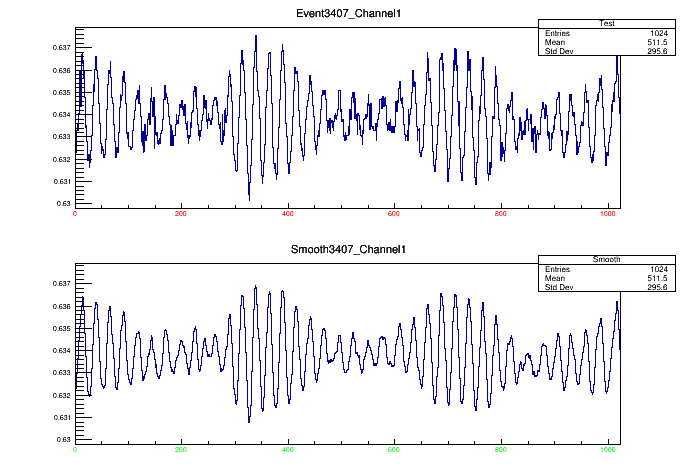 Event3407_Channel1
Test
Entries 1024
Mean 511.5
Std Dev 295.6
0.637
0.636
0.635
0.634
0.633
0.632
0.631
0.63
0 200 400 600 800 1000
Smooth3407_Channel1
Smooth
Entries 1024
Mean 511.5
Std Dev 295.6
0.637
0.636
0.635
0.634
0.633
0.632
0.631
0.63
0 200 400 600 800 1000